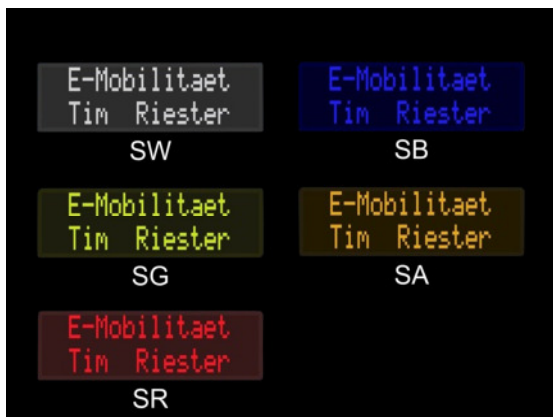 E-Mobilitaet
Tim Riester
SW
E-Mobilitaet
Tim Riester
SB
E-Mobilitaet
Tim Riester
SG
E-Mobilitaet
Tim Riester
SA
E-Mobilitaet
Tim Riester
SR